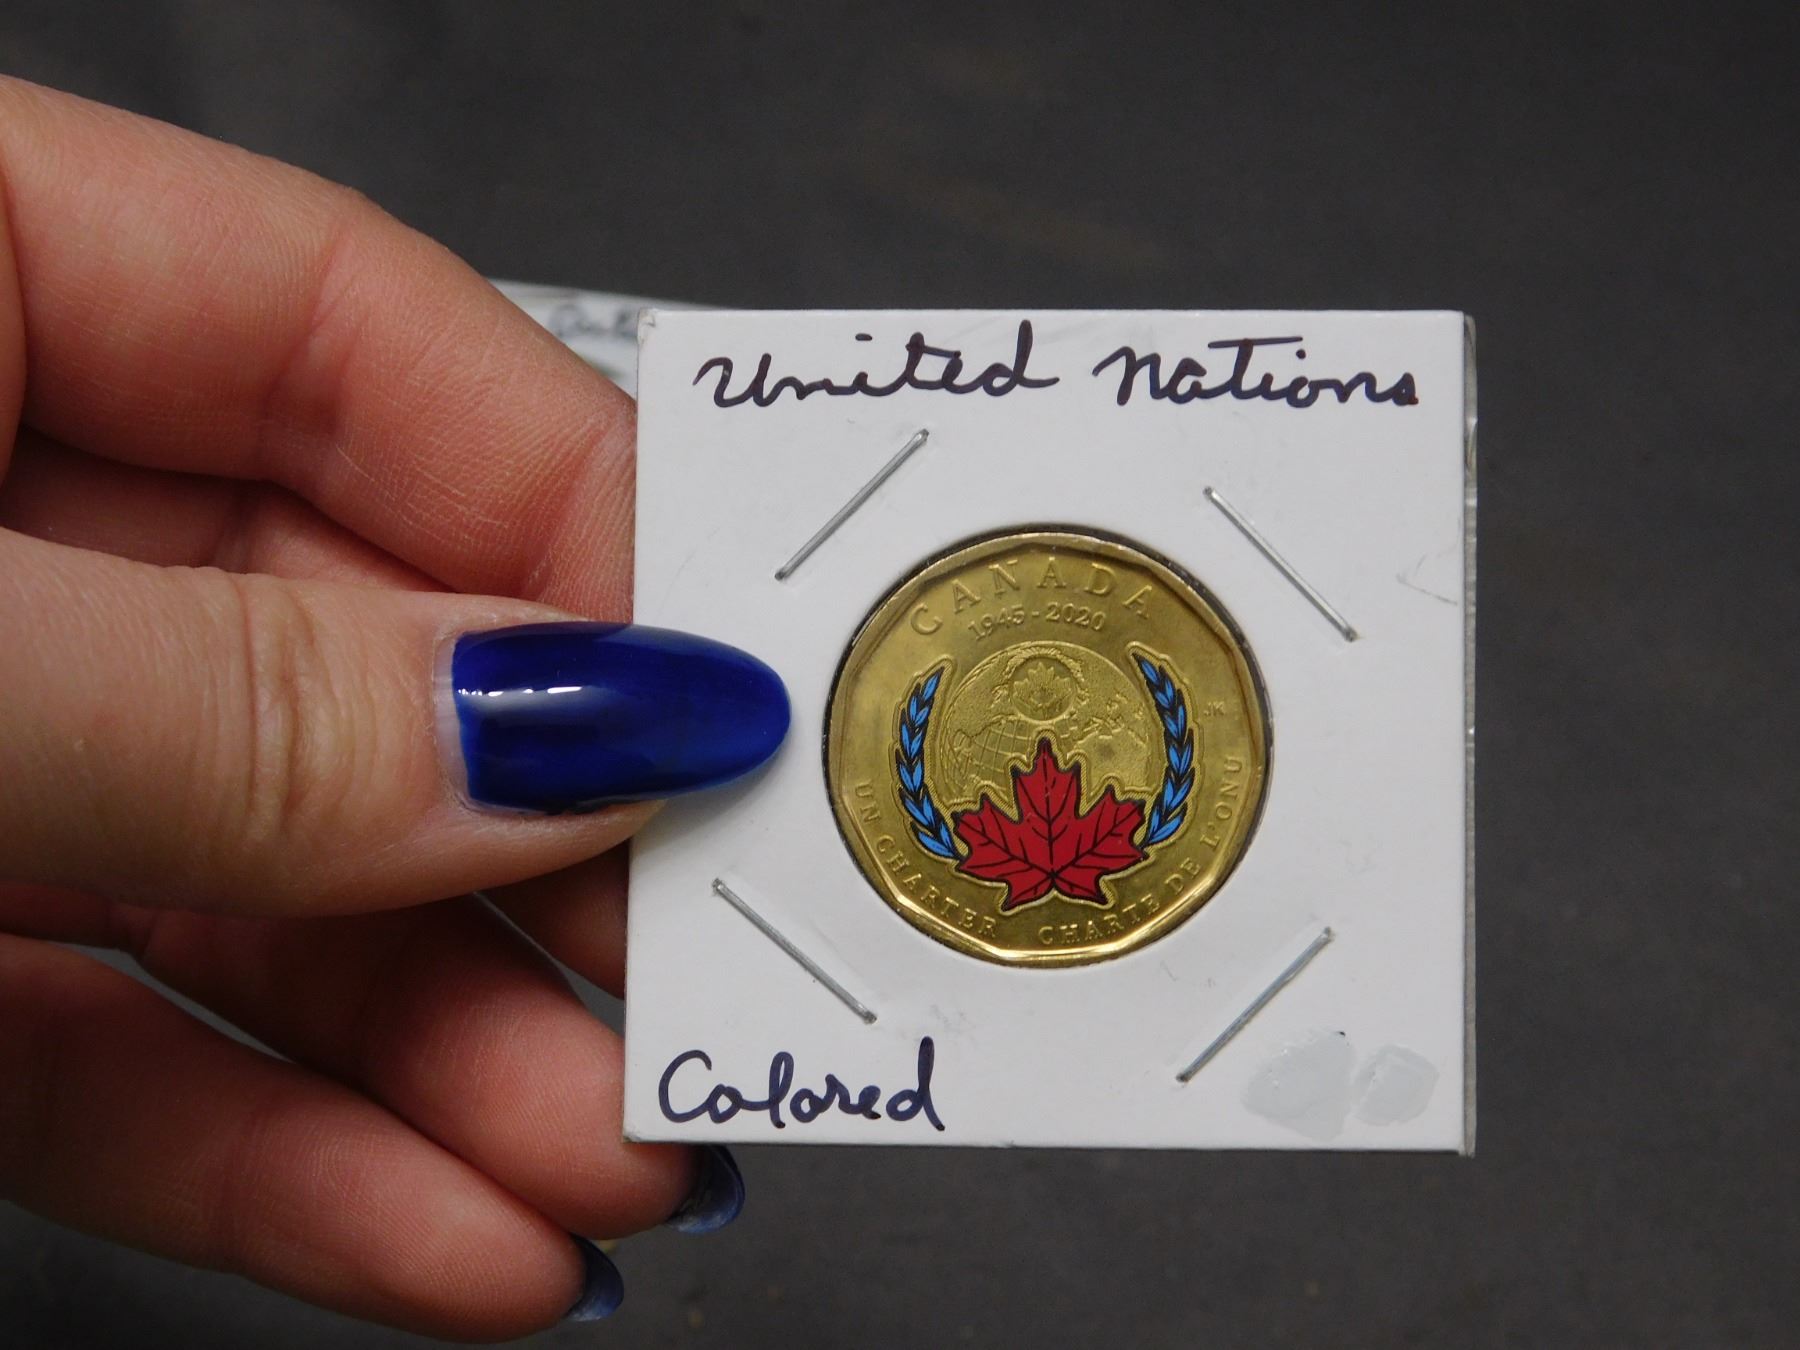 United Nations
CANADA
1945-2020
JK
UN CHARTER CHARTE DE L'ONU
Colored